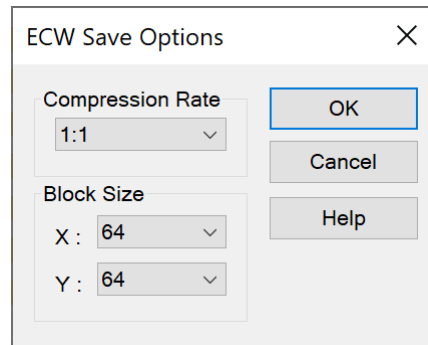 ECW Save Options
Compression Rate
1:1
OK
Cancel
Block Size
X : 64
Help
Y : 64